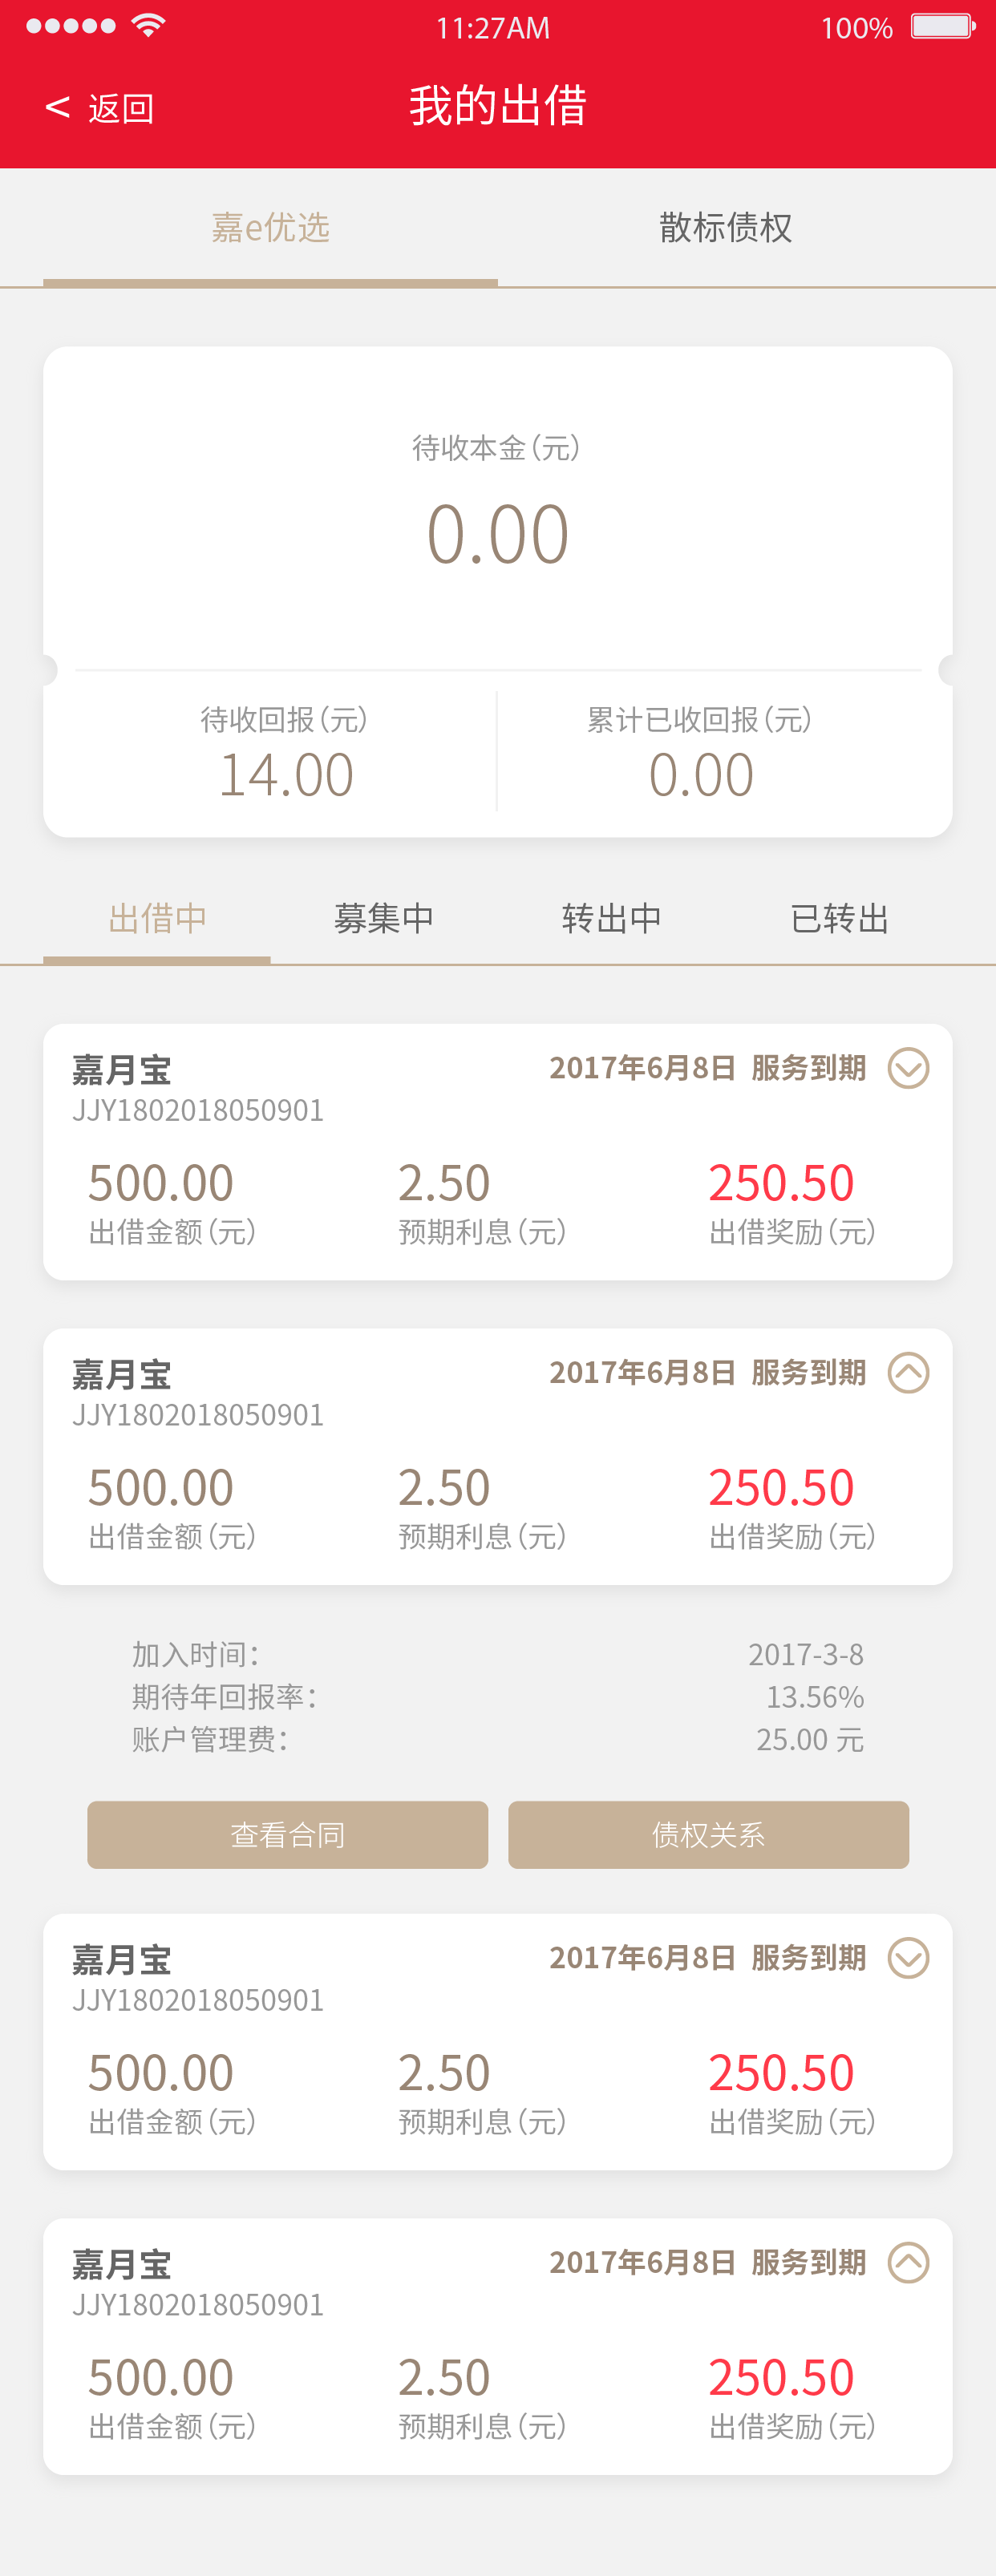 11:27AM 100%
< 返回 我的出借
嘉e优选 散标债权
待收本金(元)
0.00
待收回报(元) 累计已收回报(元)
14.00 0.00
出借中 募集中 转出中 已转出
嘉月宝 2017年6月8日 服务到期
JJY1802018050901
500.00 2.50 250.50
出借金额(元) 预期利息(元) 出借奖励(元)
嘉月宝 2017年6月8日 服务到期
JJY1802018050901
500.00 2.50 250.50
出借金额(元) 预期利息(元) 出借奖励(元)
加入时间: 2017-3-8
期待年回报率: 13.56%
账户管理费: 25.00 元
查看合同 债权关系
嘉月宝 2017年6月8日 服务到期
JJY1802018050901
500.00 2.50 250.50
出借金额(元) 预期利息(元) 出借奖励(元)
嘉月宝 2017年6月8日 服务到期
JJY1802018050901
500.00 2.50 250.50
出借金额(元) 预期利息(元) 出借奖励(元)